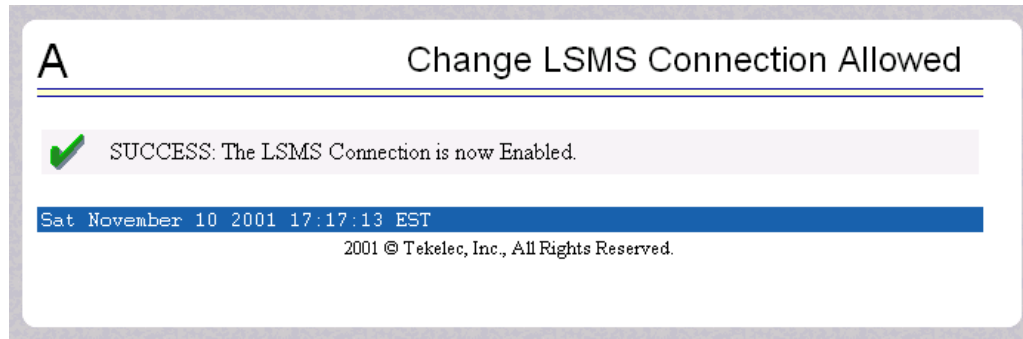 A
Change LSMS Connection Allowed
SUCCESS: The LSMS Connection is now Enabled.
Sat November 10 2001 17:17:13 EST
2001 © Tekelec, Inc., All Rights Reserved.